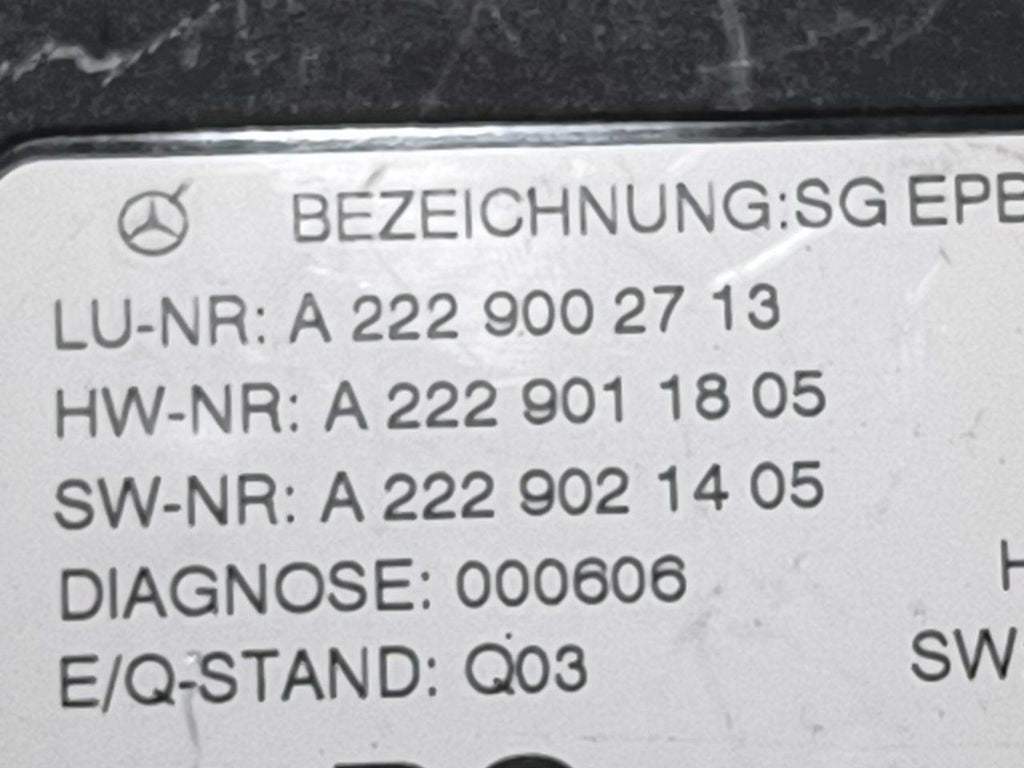 BEZEICHNUNG:SG EPB
LU-NR: A 222 900 27 13
HW-NR: A 222 901 18 05
SW-NR: A 222 902 14 05
DIAGNOSE: 000606
H
E/Q-STAND: Q03
SW